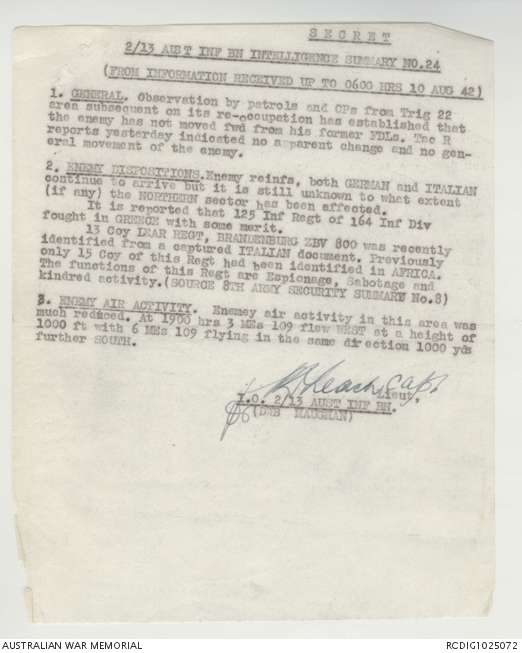 SECRET
2/13 AUST INF BN INTELLIGENCE SUMMARY NO.24
(FROM INFORMATION RECEIVED UP TO 0600 HRS 10 AUG 42)
1. GENERAL. Observation by patrols and OPs from Trig 22
area subsequent on its re-occupation has established that
the enemy has not moved fwd from his former FDLs. Tac R
reports yesterday indicated no apparent change and no gen-
eral movement of the enemy.
2. ENEMY DISPOSITIONS. Enemy reinfs, both GERMAN and ITALIAN
continue to arrive but it is still unknown to what extent
(if any) the NORTHERN sector has been affected.
It is reported that 125 Inf Regt of 164 Inf Div
fought in GREECE with some merit.
13 Coy LEAR REGT, BRANDENBURG ZBV 800 was recently
identified from a captured ITALIAN document. Previously
only 15 Coy of this Regt had been identified in AFRICA.
The functions of this Regt are Espionage, Sabotage and
kindred activity.(SOURCE 8TH ARMY SECURITY SUMMARY No.8)
3. ENEMY AIR ACTIVITY. Enemey air activity in this area was
much reduced. At 1900 hrs 3 MEs 109 flew WEST at a height of
1000 ft with 6 MEs 109 flying in the same direction 1000 yds
further SOUTH.
Leach, Capt
Lieut,
I.O. 2/13 AUST INF BN.
(DRB MAUGHAN)
AUSTRALIAN WAR MEMORIAL
RCDIG1025072